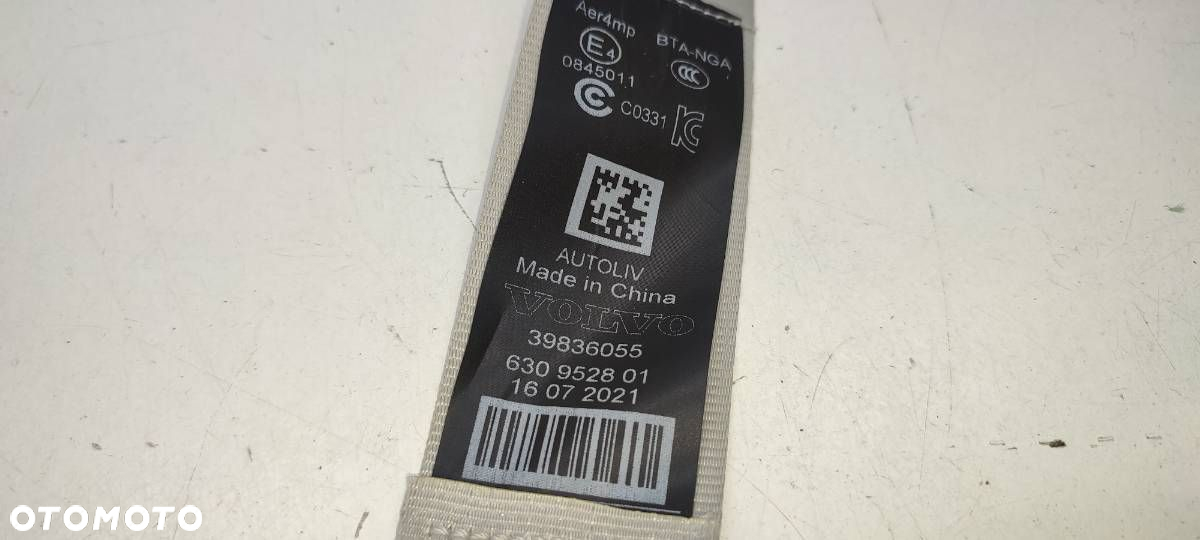 Aer4mp
BTA-NGA
E4
CCC
0845011
C0331
AUTOLIV
Made in China
VOLVO
39836055
630 9528 01
16 07 2021
OTOMOTO